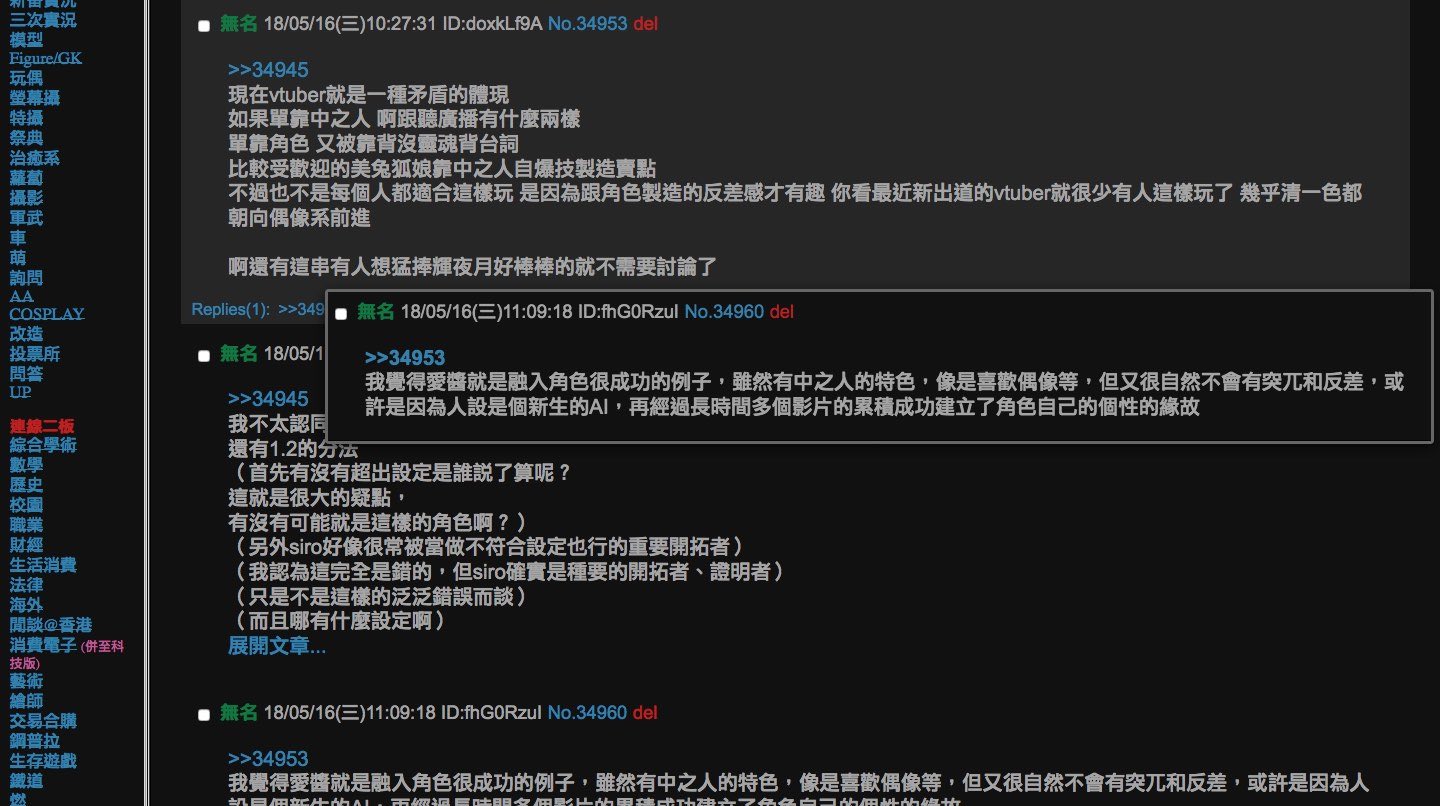 新番實況
三次實況
模型
Figure/GK
玩偶
螢幕攝
特攝
祭典
治癒系
蘿蔔
攝影
軍武
車
萌
詢問
AA
COSPLAY
改造
投票所
問答
UP
連線二板
綜合學術
數學
歷史
校園
職業
財經
生活消費
法律
海外
閒談@香港
消費電子 (併至科
技版)
藝術
繪師
交易合購
鋼普拉
生存遊戲
鐵道
燃
無名 18/05/16(三)10:27:31 ID:doxkLf9A No.34953 del
>>34945
現在vtuber就是一種矛盾的體現
如果單靠中之人 啊跟聽廣播有什麼兩樣
單靠角色 又被靠背沒靈魂背台詞
比較受歡迎的美兔狐娘靠中之人自爆技製造賣點
不過也不是每個人都適合這樣玩 是因為跟角色製造的反差感才有趣 你看最近新出道的vtuber就很少有人這樣玩了 幾乎清一色都
朝向偶像系前進
啊還有這串有人想猛捧輝夜月好棒棒的就不需要討論了
Replies(1): >>349
無名 18/05/16(三)11:09:18 ID:fhG0RzuI No.34960 del
>>34953
我覺得愛醬就是融入角色很成功的例子，雖然有中之人的特色，像是喜歡偶像等，但又很自然不會有突兀和反差，或
許是因為人設是個新生的AI，再經過長時間多個影片的累積成功建立了角色自己的個性的緣故
無名 18/05/1
>>34945
我不太認同
還有1.2的分法
（首先有沒有超出設定是誰説了算呢？
這就是很大的疑點，
有沒有可能就是這樣的角色啊？）
（另外siro好像很常被當做不符合設定也行的重要開拓者）
（我認為這完全是錯的，但siro確實是種要的開拓者、證明者）
（只是不是這樣的泛泛錯誤而談）
（而且哪有什麼設定啊）
展開文章...
無名 18/05/16(三)11:09:18 ID:fhG0RzuI No.34960 del
>>34953
我覺得愛醬就是融入角色很成功的例子，雖然有中之人的特色，像是喜歡偶像等，但又很自然不會有突兀和反差，或許是因為人
設是個新生的AI，再經過長時間多個影片的累積成功建立了角色自己的個性的緣故